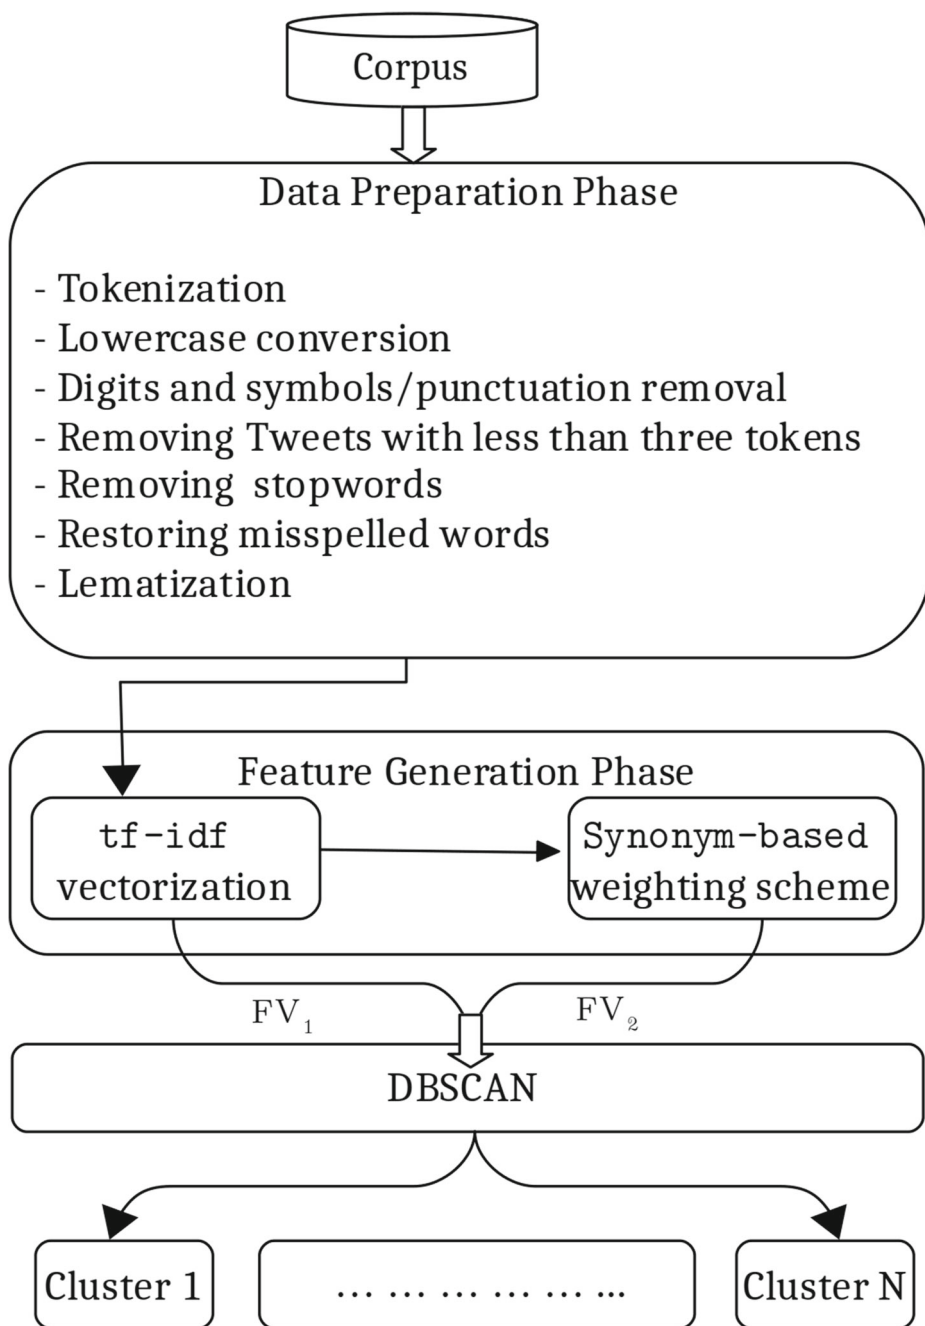 Corpus
Data Preparation Phase
- Tokenization
- Lowercase conversion
- Digits and symbols/punctuation removal
- Removing Tweets with less than three tokens
- Removing stopwords
- Restoring misspelled words
- Lematization
Feature Generation Phase
tf-idf
vectorization
Synonym-based
weighting scheme
FV₁
FV₂
DBSCAN
Cluster 1
... ... ... ... ... ...
Cluster N